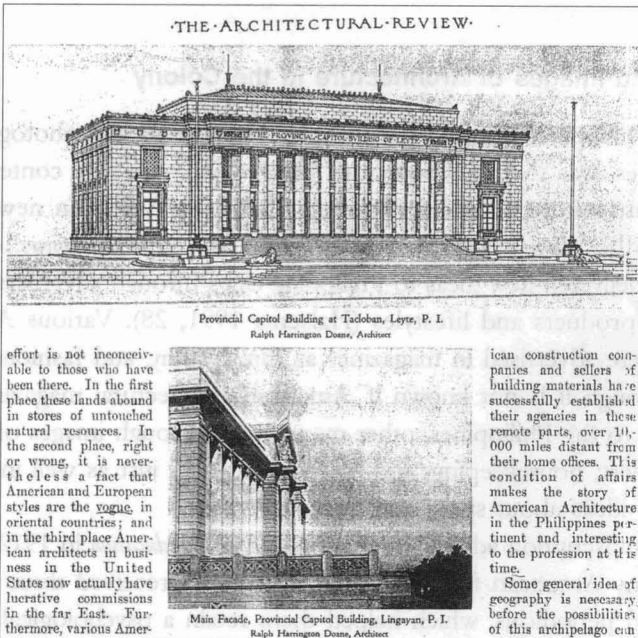 ·THE·ARCHITECTURAL·REVIEW·
THE·PROVINCIAL·CAPITOL·BUILDING·OF·LEYTE
Provincial Capitol Building at Tacloban, Leyte, P. I.
Ralph Harrington Doane, Architect
effort is not inconceiv-
able to those who have
been there. In the first
place these lands abound
in stores of untouched
natural resources. In
the second place, right
or wrong, it is never-
theless a fact that
American and European
styles are the vogue in
oriental countries; and
in the third place Amer-
ican architects in busi-
ness in the United
States now actually have
lucrative commissions
in the far East. Fur-
thermore, various Amer-
Main Facade, Provincial Capitol Building, Lingayan, P. I.
Ralph Harrington Doane, Architect
ican construction com-
panies and sellers of
building materials have
successfully established
their agencies in these
remote parts, over 10,-
000 miles distant from
their home offices. This
condition of affairs
makes the story of
American Architecture
in the Philippines per-
tinent and interesting
to the profession at this
time.
Some general idea of
geography is necessary
before the possibilities
of this archipelago can